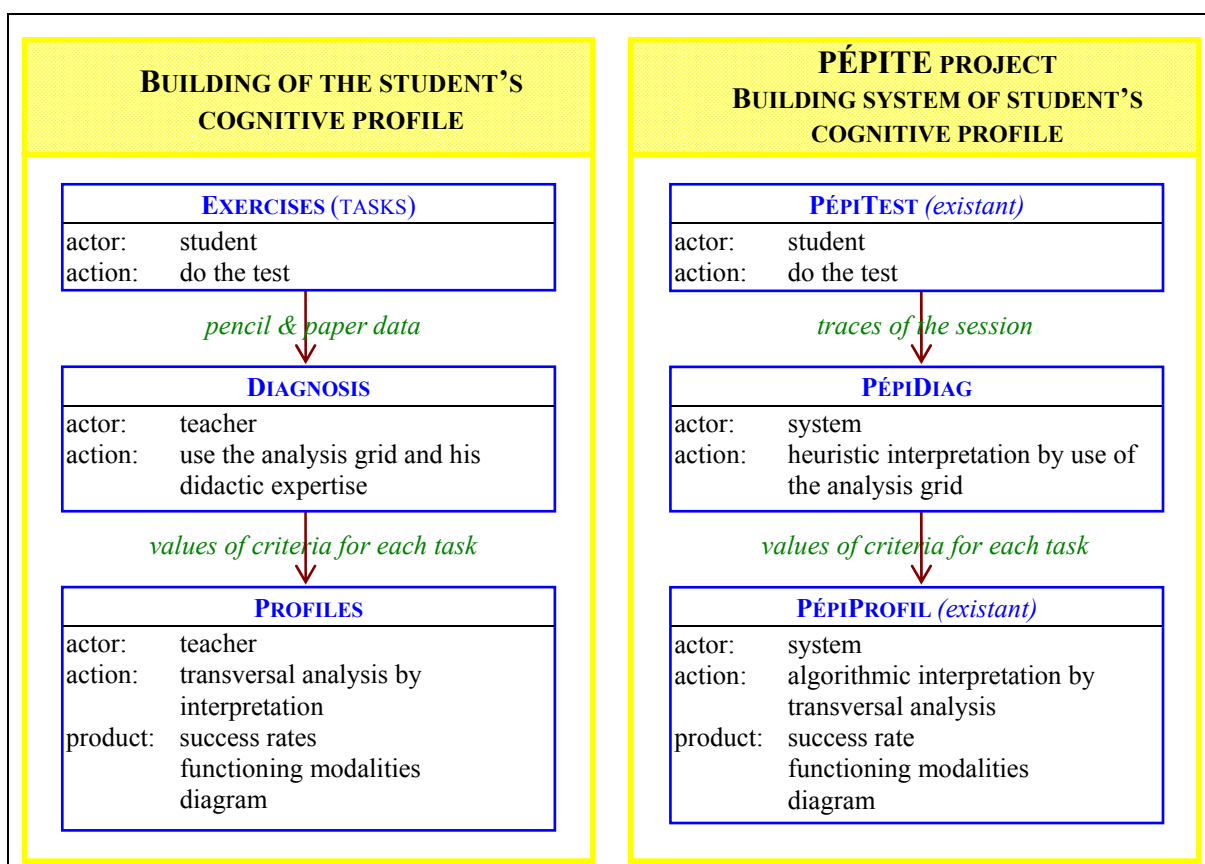 BUILDING OF THE STUDENT'S
COGNITIVE PROFILE
EXERCISES (TASKS)
actor: student
action: do the test
pencil & paper data
DIAGNOSIS
actor: teacher
action: use the analysis grid and his
didactic expertise
values of criteria for each task
PROFILES
actor: teacher
action: transversal analysis by
interpretation
product: success rates
functioning modalities
diagram
PÉPITE PROJECT
BUILDING SYSTEM OF STUDENT'S
COGNITIVE PROFILE
PÉPITEST (existant)
actor: student
action: do the test
traces of the session
PÉPIDIAG
actor: system
action: heuristic interpretation by use of
the analysis grid
values of criteria for each task
PÉPIPROFIL (existant)
actor: system
action: algorithmic interpretation by
transversal analysis
product: success rate
functioning modalities
diagram